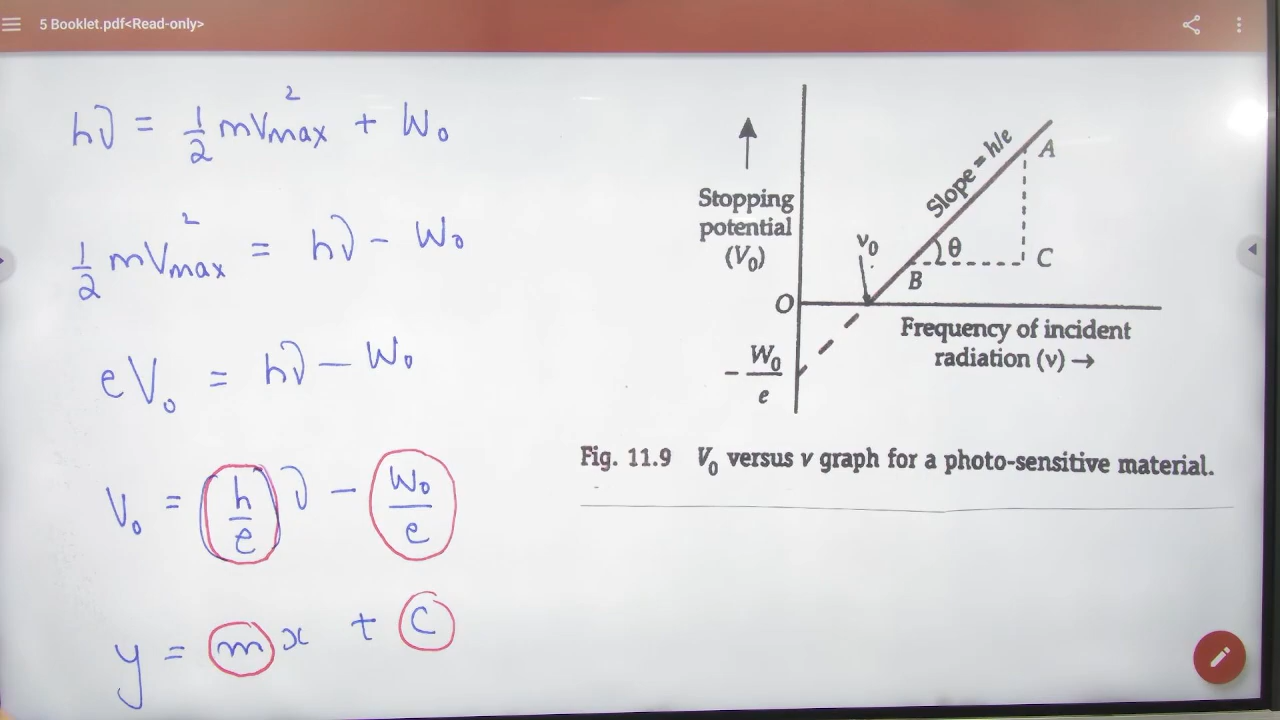 5 Booklet.pdf<Read-only>
hν = 1/2 mVmax² + W₀
1/2 mVmax² = hν - W₀
eV₀ = hν - W₀
V₀ = (h/e) ν - (W₀/e)
y = m x + c
Stopping
potential
(V₀)
O
- W₀/e
ν₀
Slope = h/e
A
θ
B
C
Frequency of incident
radiation (ν) →
Fig. 11.9 V₀ versus ν graph for a photo-sensitive material.